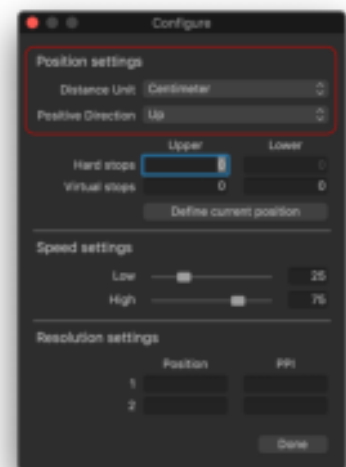 Configure
Position settings
Distance Unit Centimeter
Positive Direction Up
Upper Lower
Hard stops 0 0
Virtual stops 0 0
Define current position
Speed settings
Low 25
High 75
Resolution settings
Position PPI
1
2
Done